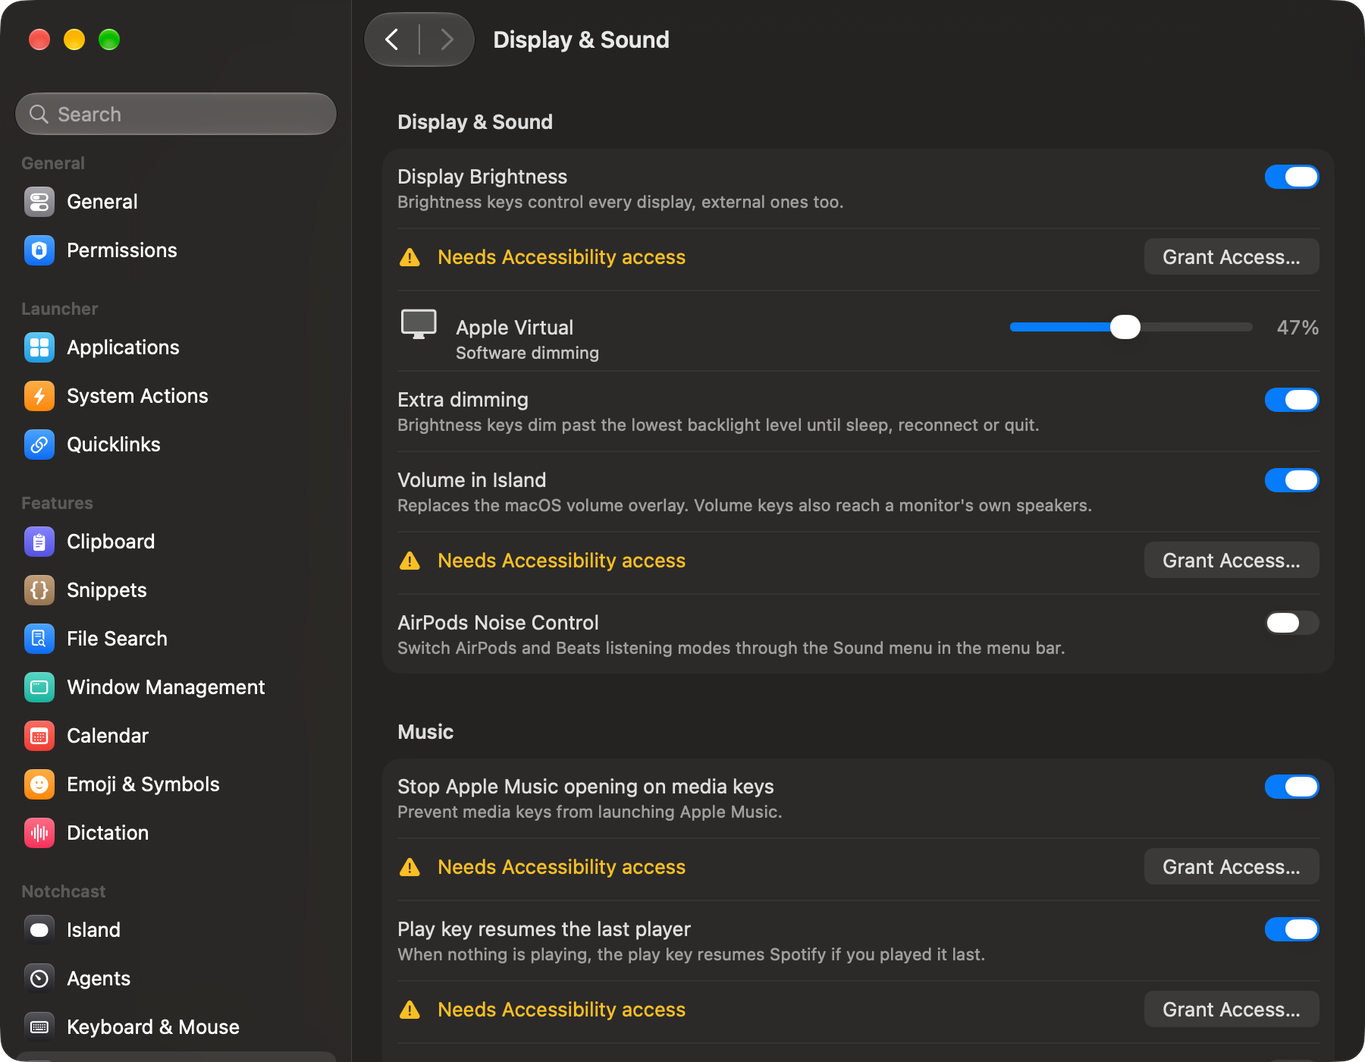 Display & Sound
Search
General
General
Permissions
Launcher
Applications
System Actions
Quicklinks
Features
Clipboard
Snippets
File Search
Window Management
Calendar
Emoji & Symbols
Dictation
Notchcast
Island
Agents
Keyboard & Mouse
Display & Sound
Display Brightness
Brightness keys control every display, external ones too.
Needs Accessibility access
Grant Access...
Apple Virtual
47%
Software dimming
Extra dimming
Brightness keys dim past the lowest backlight level until sleep, reconnect or quit.
Volume in Island
Replaces the macOS volume overlay. Volume keys also reach a monitor's own speakers.
Needs Accessibility access
Grant Access...
AirPods Noise Control
Switch AirPods and Beats listening modes through the Sound menu in the menu bar.
Music
Stop Apple Music opening on media keys
Prevent media keys from launching Apple Music.
Needs Accessibility access
Grant Access...
Play key resumes the last player
When nothing is playing, the play key resumes Spotify if you played it last.
Needs Accessibility access
Grant Access...